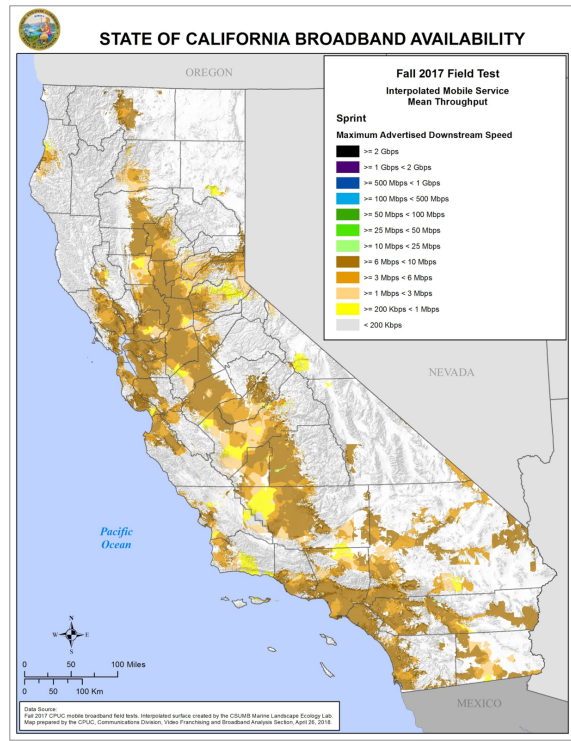 STATE OF CALIFORNIA BROADBAND AVAILABILITY
OREGON
Fall 2017 Field Test
Interpolated Mobile Service
Mean Throughput
Sprint
Maximum Advertised Downstream Speed
>= 2 Gbps
>= 1 Gbps < 2 Gbps
>= 500 Mbps < 1 Gbps
>= 100 Mbps < 500 Mbps
>= 50 Mbps < 100 Mbps
>= 25 Mbps < 50 Mbps
>= 10 Mbps < 25 Mbps
>= 6 Mbps < 10 Mbps
>= 3 Mbps < 6 Mbps
>= 1 Mbps < 3 Mbps
>= 200 Kbps < 1 Mbps
< 200 Kbps
NEVADA
Pacific
Ocean
N
W E
S
0 50 100 Miles
0 50 100 Km
MEXICO
Data Source:
Fall 2017 CPUC mobile broadband field tests. Interpolated surface created by the CSUMB Marine Landscape Ecology Lab.
Map prepared by the CPUC, Communications Division, Video Franchising and Broadband Analysis Section, April 26, 2018.